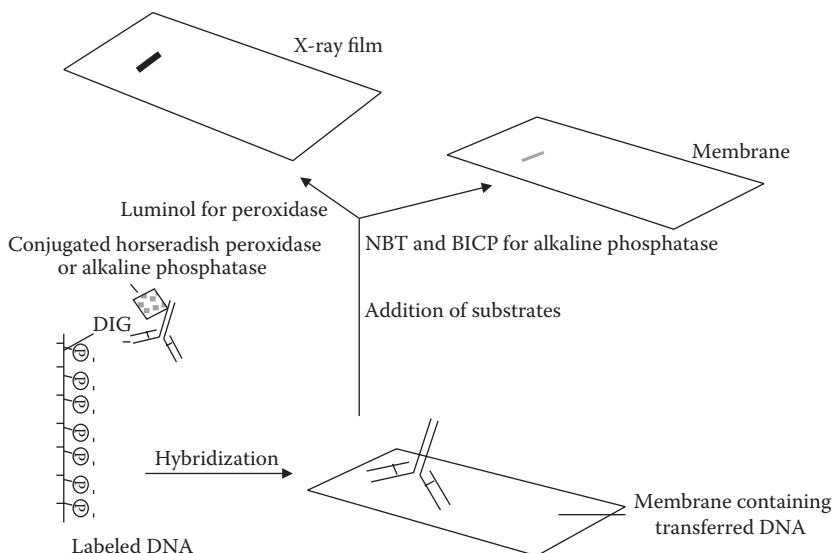 X-ray film
Membrane
Luminol for peroxidase
NBT and BICP for alkaline phosphatase
Conjugated horseradish peroxidase
or alkaline phosphatase
Addition of substrates
DIG
P
P
P
P
P
P
P
Hybridization
Membrane containing
transferred DNA
Labeled DNA